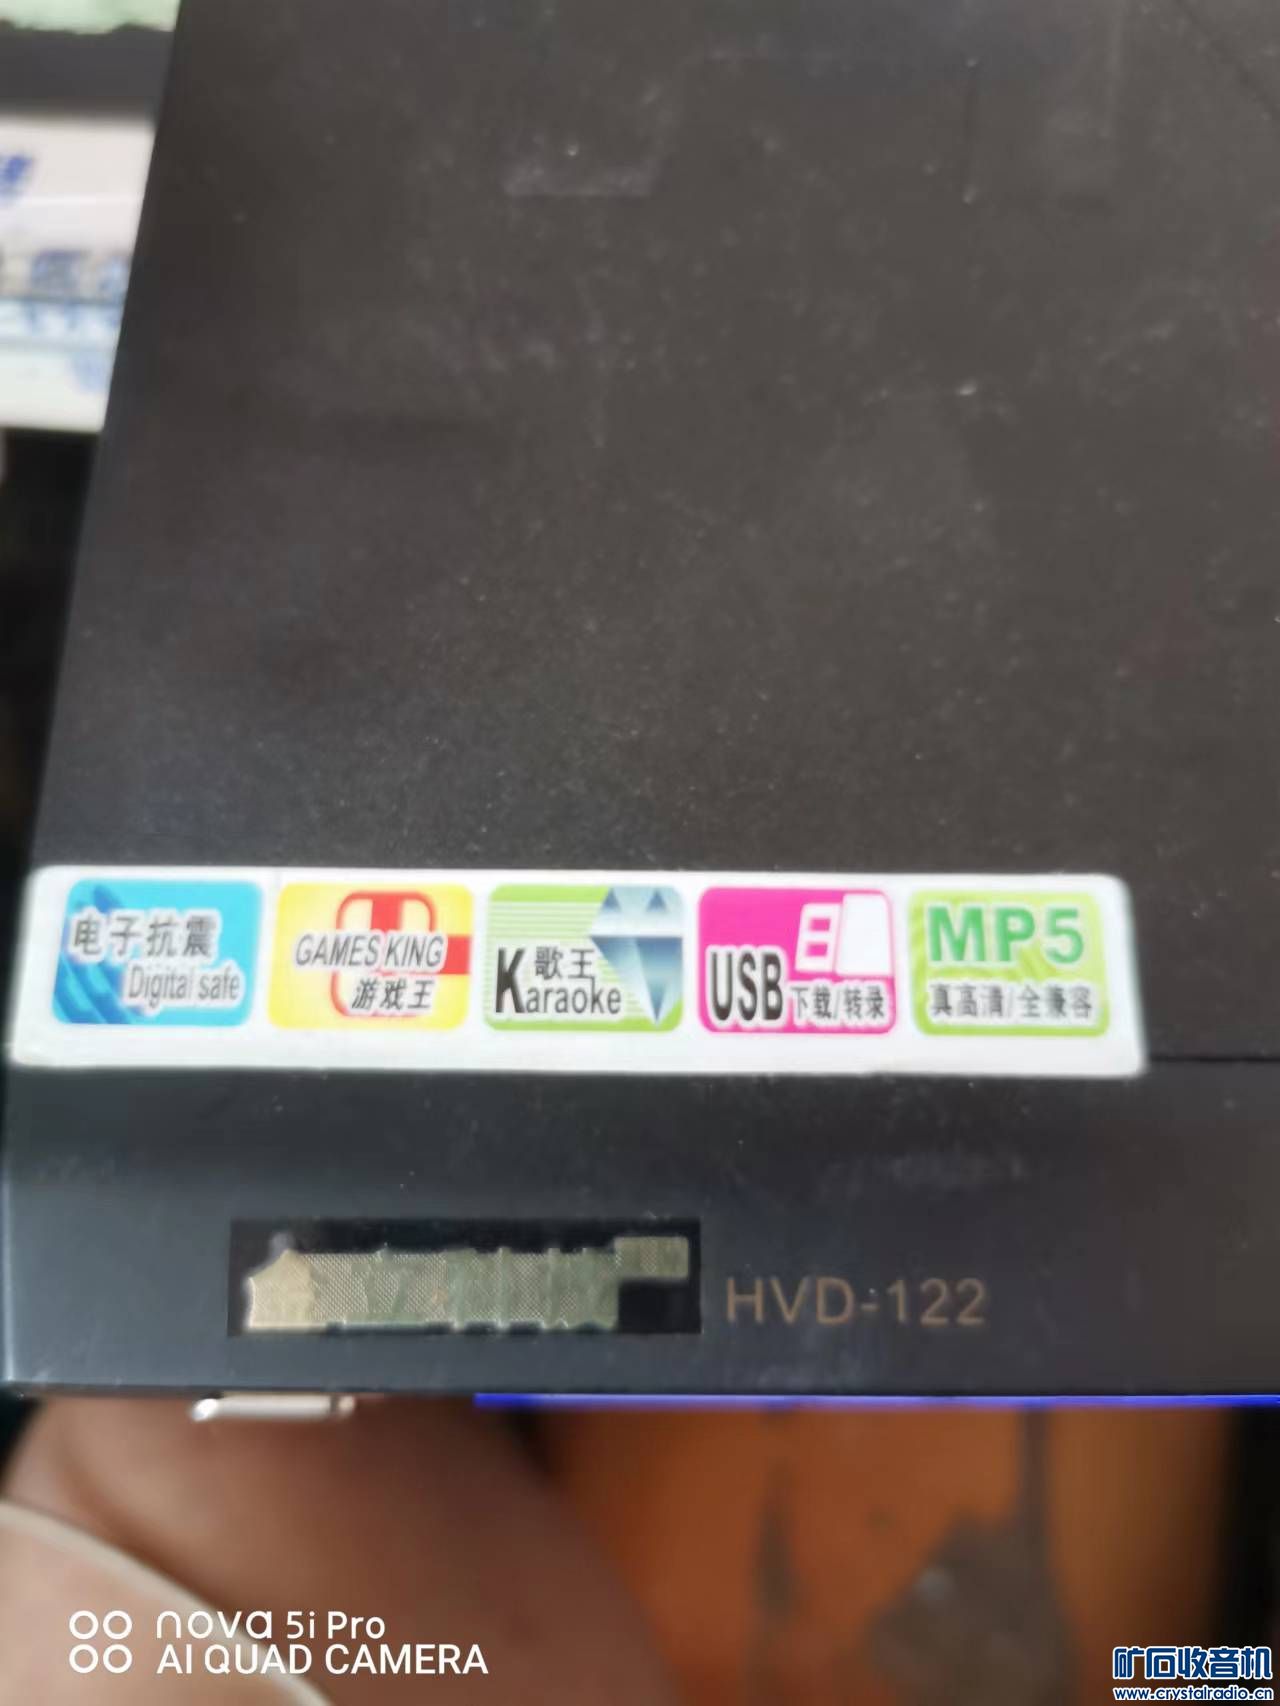 电子抗震
Digital safe
GAMES KING
游戏王
歌王
Karaoke
USB 下载/转录
MP5
真高清/全兼容
HVD-122
nova 5i Pro
AI QUAD CAMERA
矿石收音机
www.crystalradio.cn